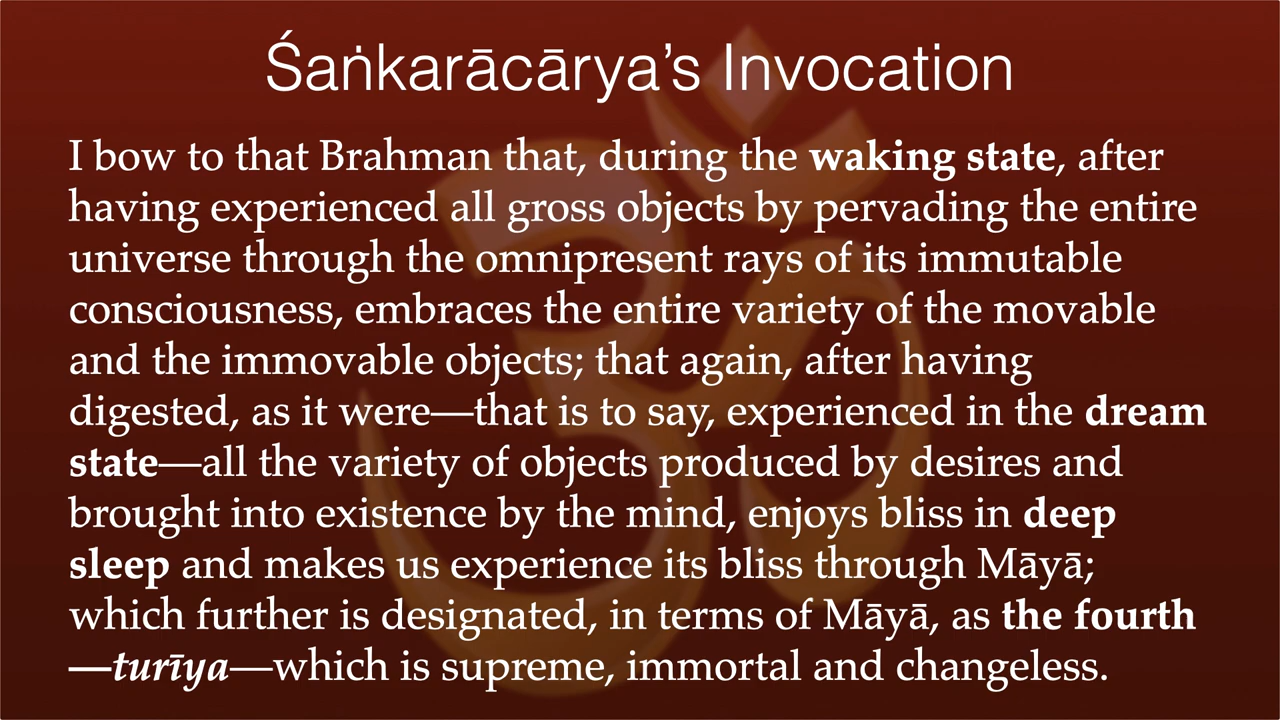 Śaṅkarācārya’s Invocation
I bow to that Brahman that, during the waking state, after
having experienced all gross objects by pervading the entire
universe through the omnipresent rays of its immutable
consciousness, embraces the entire variety of the movable
and the immovable objects; that again, after having
digested, as it were—that is to say, experienced in the dream
state—all the variety of objects produced by desires and
brought into existence by the mind, enjoys bliss in deep
sleep and makes us experience its bliss through Māyā;
which further is designated, in terms of Māyā, as the fourth
—turīya—which is supreme, immortal and changeless.